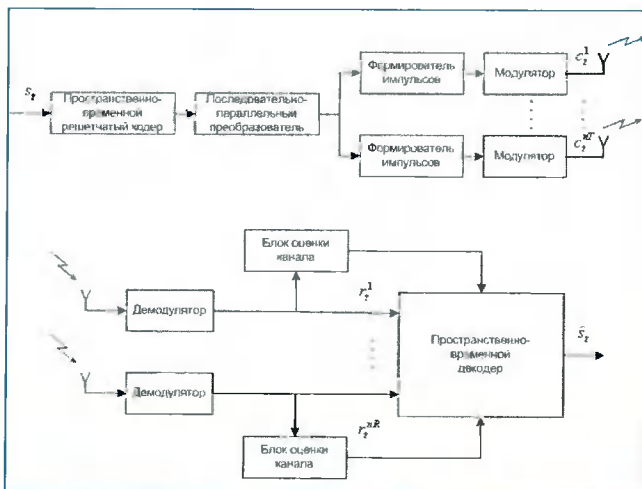 s_t
Пространственно-
временной
решетчатый кодер
Последовательно-
параллельный
преобразователь
Формирователь
импульсов
Модулятор
c_t^1
Формирователь
импульсов
Модулятор
c_t^{nT}
Блок оценки
канала
Демодулятор
r_t^1
Демодулятор
r_t^{nR}
Блок оценки
канала
Пространственно-
временной
декодер
ŝ_t